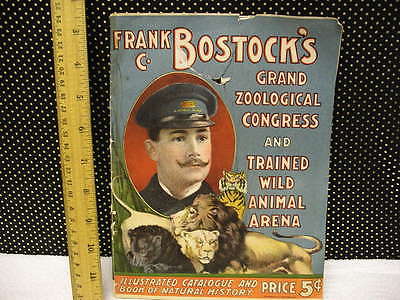 FRANK C. BOSTOCK'S
GRAND
ZOOLOGICAL
CONGRESS
AND
TRAINED
WILD
ANIMAL
ARENA
ILLUSTRATED CATALOGUE AND
BOOK OF NATURAL HISTORY.
PRICE 5¢